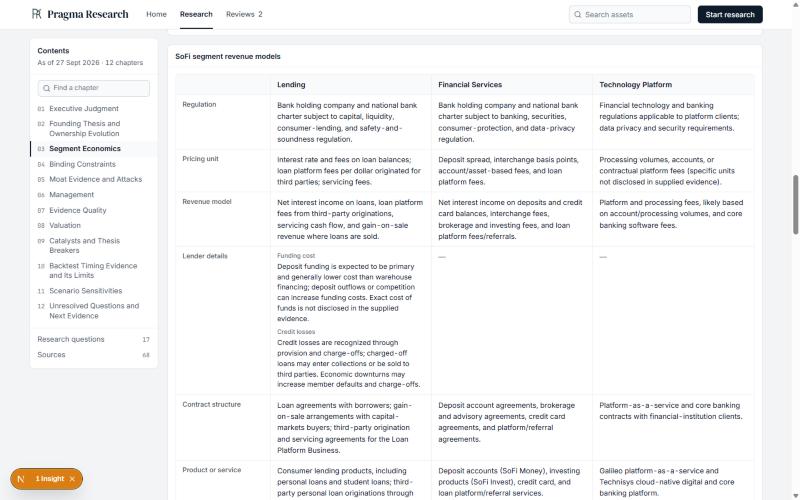 Pragma Research
Home
Research
Reviews 2
Search assets
Start research
Contents
As of 27 Sept 2026 · 12 chapters
Find a chapter
01 Executive Judgment
02 Founding Thesis and
Ownership Evolution
03 Segment Economics
04 Binding Constraints
05 Moat Evidence and Attacks
06 Management
07 Evidence Quality
08 Valuation
09 Catalysts and Thesis
Breakers
10 Backtest Timing Evidence
and Its Limits
11 Scenario Sensitivities
12 Unresolved Questions and
Next Evidence
Research questions 17
Sources 68
SoFi segment revenue models
Lending
Financial Services
Technology Platform
Regulation
Bank holding company and national bank
charter subject to capital, liquidity,
consumer-lending, and safety-and-
soundness regulation.
Bank holding company and national bank
charter subject to banking, securities,
consumer-protection, and data-privacy
regulation.
Financial technology and banking
regulations applicable to platform clients;
data privacy and security requirements.
Pricing unit
Interest rate and fees on loan balances;
loan platform fees per dollar originated for
third parties; servicing fees.
Deposit spread, interchange basis points,
account/asset-based fees, and loan
platform fees.
Processing volumes, accounts, or
contractual platform fees (specific units
not disclosed in supplied evidence).
Revenue model
Net interest income on loans, loan platform
fees from third-party originations,
servicing cash flow, and gain-on-sale
revenue where loans are sold.
Net interest income on deposits and credit
card balances, interchange fees,
brokerage and investing fees, and loan
platform fees/referrals.
Platform and processing fees, likely based
on account/processing volumes, and core
banking software fees.
Lender details
Funding cost
Deposit funding is expected to be primary
and generally lower cost than warehouse
financing; deposit outflows or competition
can increase funding costs. Exact cost of
funds is not disclosed in the supplied
evidence.
Credit losses
Credit losses are recognized through
provision and charge-offs; charged-off
loans may enter collections or be sold to
third parties. Economic downturns may
increase member defaults and charge-offs.
—
—
Contract structure
Loan agreements with borrowers; gain-
on-sale arrangements with capital-
markets buyers; third-party origination
and servicing agreements for the Loan
Platform Business.
Deposit account agreements, brokerage
and advisory agreements, credit card
agreements, and platform/referral
agreements.
Platform-as-a-service and core banking
contracts with financial-institution clients.
Product or service
Consumer lending products, including
personal loans and student loans; third-
party personal loan originations through
Deposit accounts (SoFi Money), investing
products (SoFi Invest), credit card, and
loan platform/referral services.
Galileo platform-as-a-service and
Technisys cloud-native digital and core
banking platform.
N 1 Insight ×